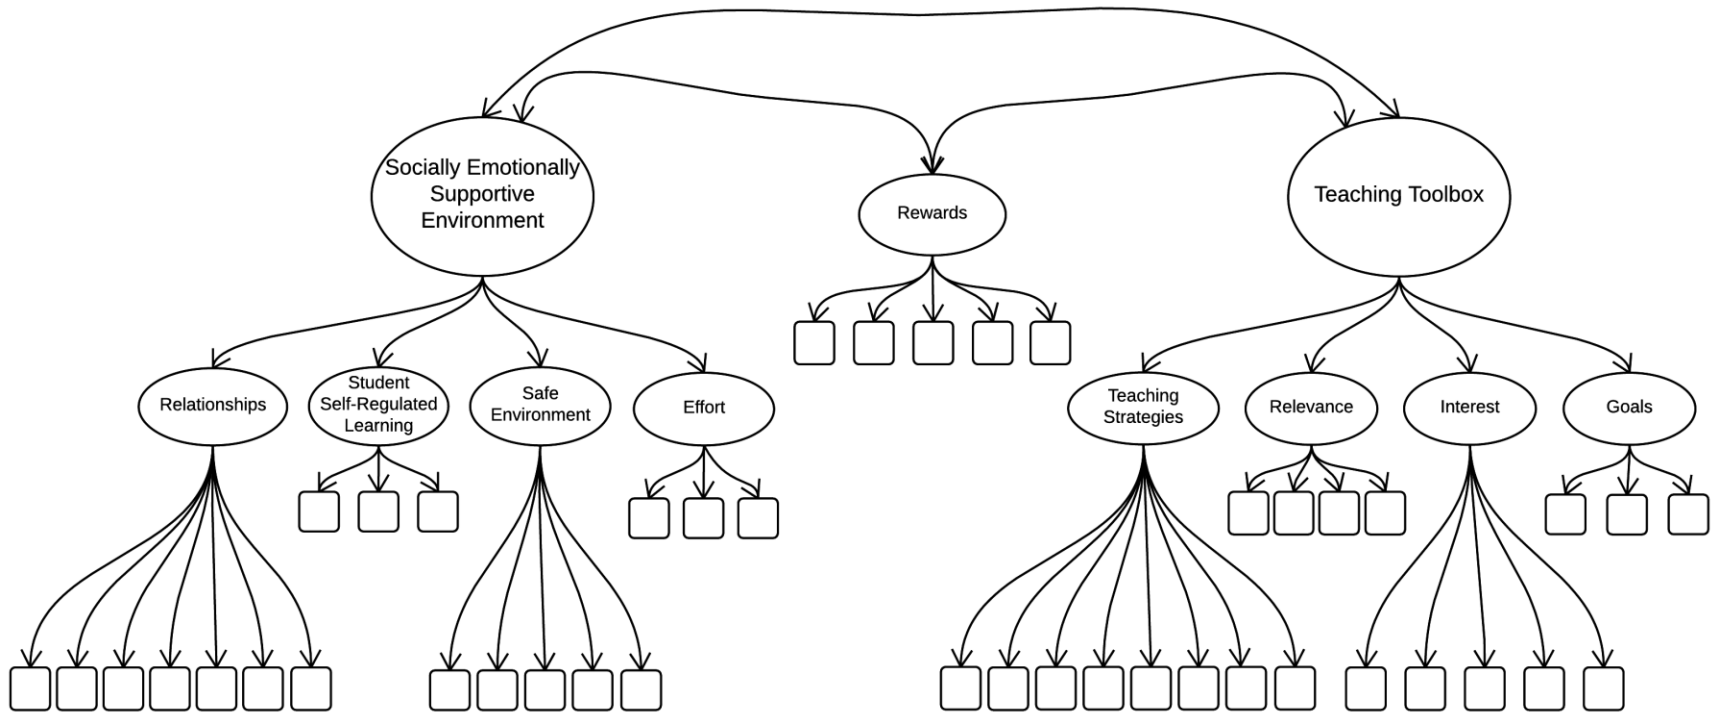 Socially Emotionally
Supportive
Environment
Rewards
Teaching Toolbox
Relationships
Student
Self-Regulated
Learning
Safe
Environment
Effort
Teaching
Strategies
Relevance
Interest
Goals